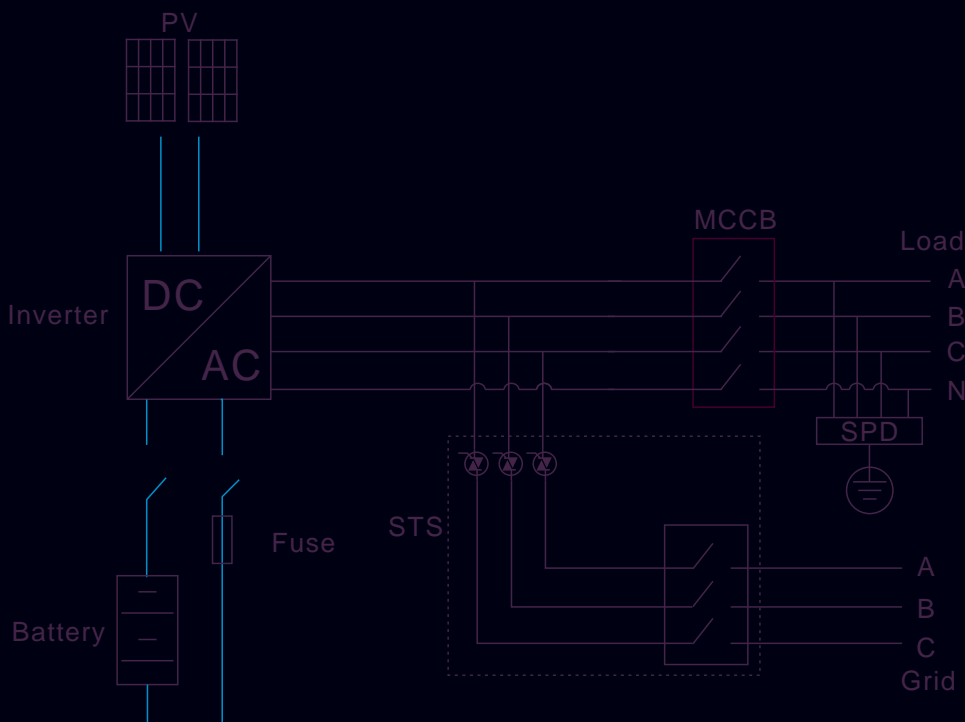 PV
MCCB
Load
A
DC
Inverter
B
C
AC
N
SPD
STS
Fuse
A
B
Battery
C
Grid